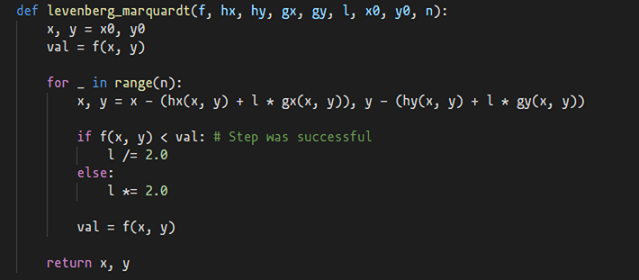 def levenberg_marquardt(f, hx, hy, gx, gy, l, x0, y0, n):
    x, y = x0, y0
    val = f(x, y)

    for _ in range(n):
        x, y = x - (hx(x, y) + l * gx(x, y)), y - (hy(x, y) + l * gy(x, y))

        if f(x, y) < val: # Step was successful
            l /= 2.0
        else:
            l *= 2.0

        val = f(x, y)

    return x, y